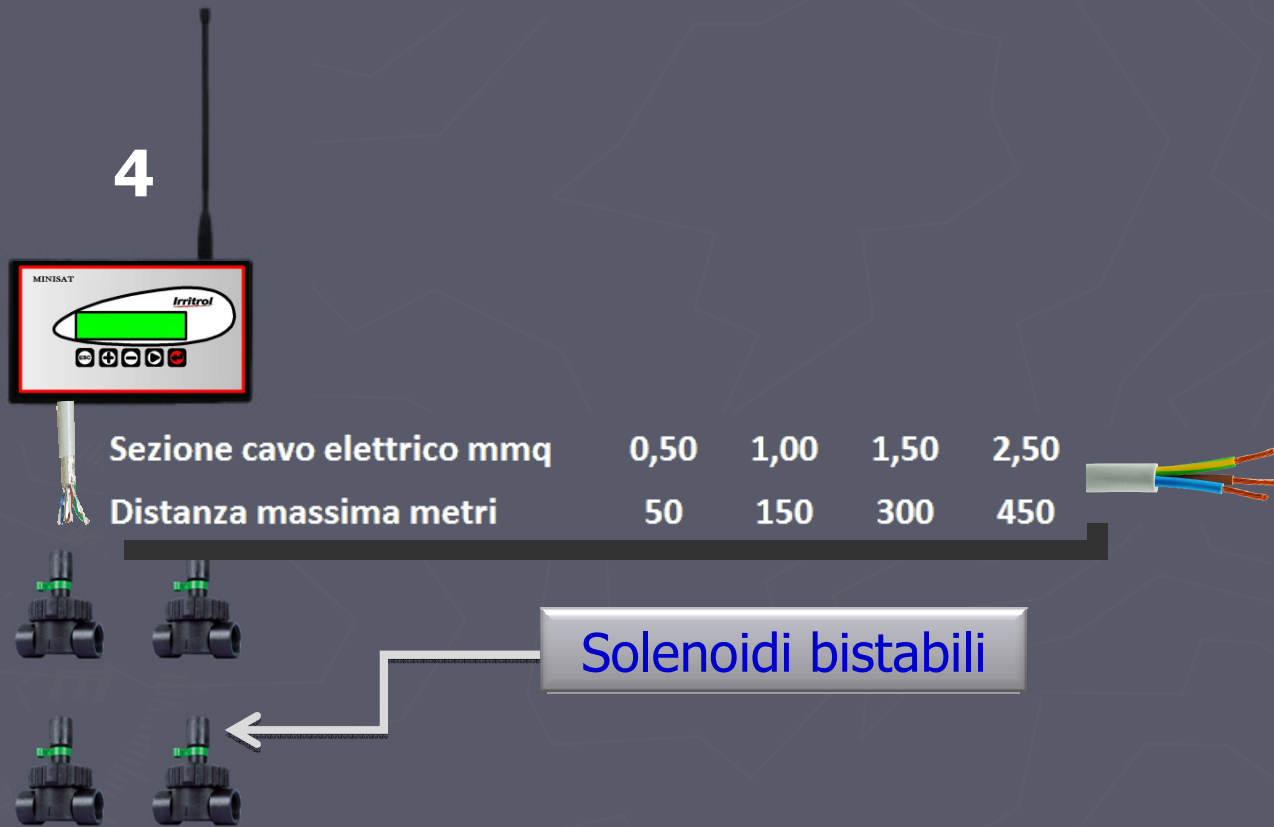 4
MINISAT
Irritrol
ESC
Sezione cavo elettrico mmq 0,50 1,00 1,50 2,50
Distanza massima metri 50 150 300 450
Solenoidi bistabili